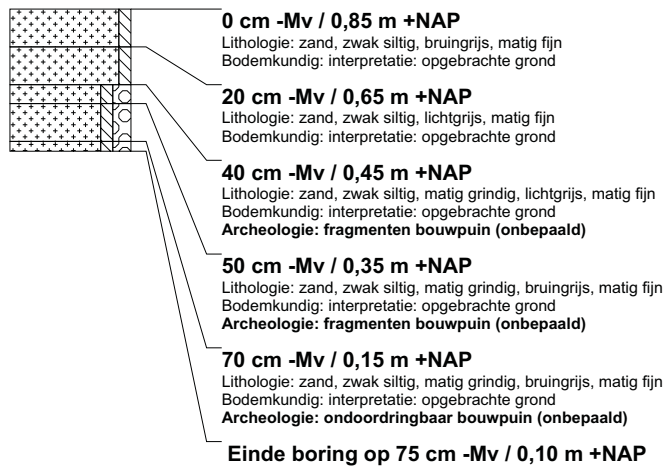 0 cm -Mv / 0,85 m +NAP
Lithologie: zand, zwak siltig, bruingrijs, matig fijn
Bodemkundig: interpretatie: opgebrachte grond
20 cm -Mv / 0,65 m +NAP
Lithologie: zand, zwak siltig, lichtgrijs, matig fijn
Bodemkundig: interpretatie: opgebrachte grond
40 cm -Mv / 0,45 m +NAP
Lithologie: zand, zwak siltig, matig grindig, lichtgrijs, matig fijn
Bodemkundig: interpretatie: opgebrachte grond
Archeologie: fragmenten bouwpuin (onbepaald)
50 cm -Mv / 0,35 m +NAP
Lithologie: zand, zwak siltig, matig grindig, bruingrijs, matig fijn
Bodemkundig: interpretatie: opgebrachte grond
Archeologie: fragmenten bouwpuin (onbepaald)
70 cm -Mv / 0,15 m +NAP
Lithologie: zand, zwak siltig, matig grindig, bruingrijs, matig fijn
Bodemkundig: interpretatie: opgebrachte grond
Archeologie: ondoordringbaar bouwpuin (onbepaald)
Einde boring op 75 cm -Mv / 0,10 m +NAP